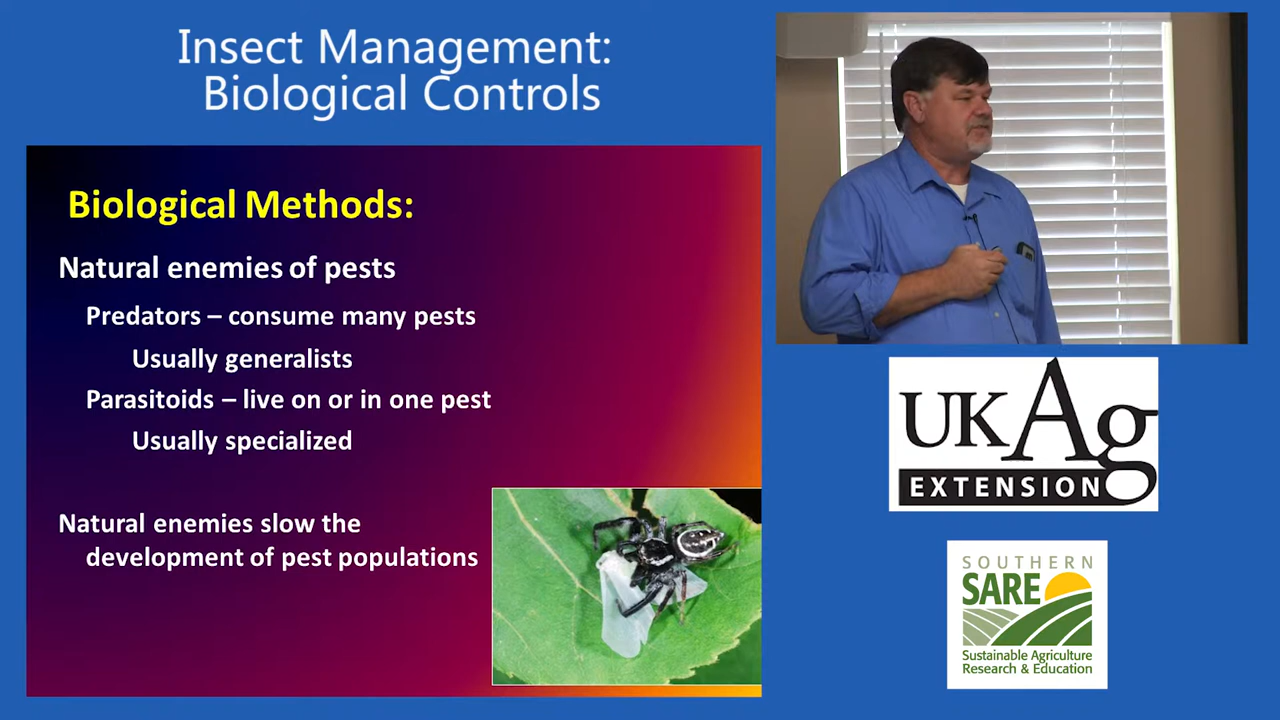 Insect Management:
Biological Controls
Biological Methods:
Natural enemies of pests
Predators – consume many pests
Usually generalists
Parasitoids – live on or in one pest
Usually specialized
Natural enemies slow the
development of pest populations
UKAg
EXTENSION
SOUTHERN
SARE
Sustainable Agriculture
Research & Education